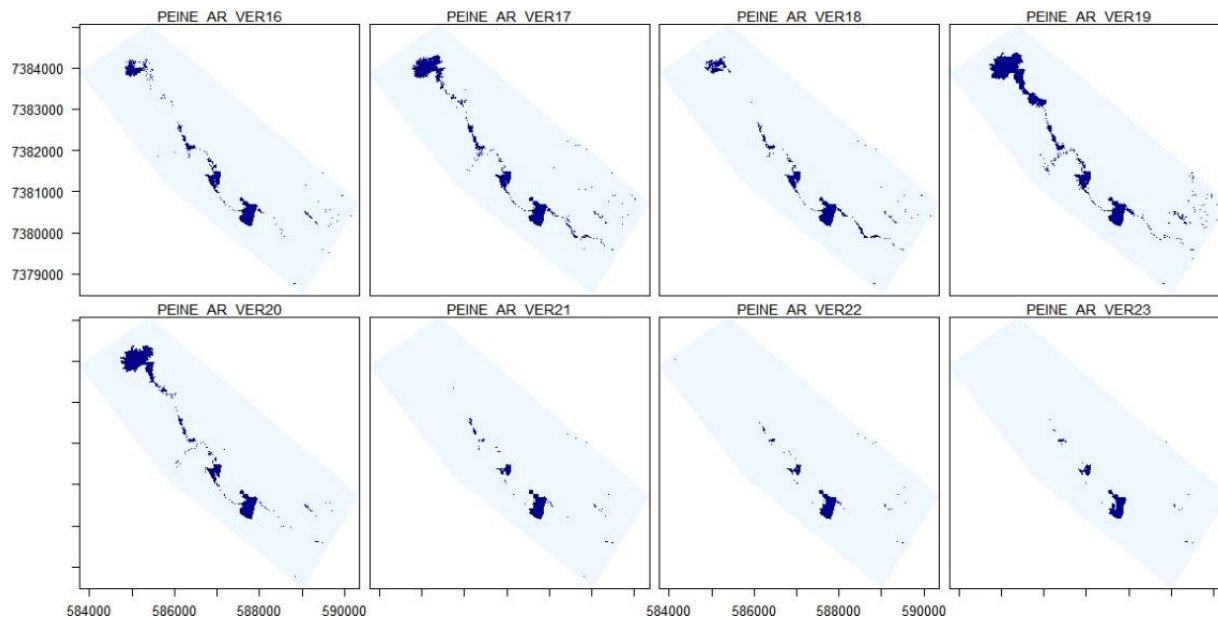 PEINE_AR_VER16 PEINE_AR_VER17 PEINE_AR_VER18 PEINE_AR_VER19
7384000
7383000
7382000
7381000
7380000
7379000
PEINE_AR_VER20 PEINE_AR_VER21 PEINE_AR_VER22 PEINE_AR_VER23
584000 586000 588000 590000 584000 586000 588000 590000